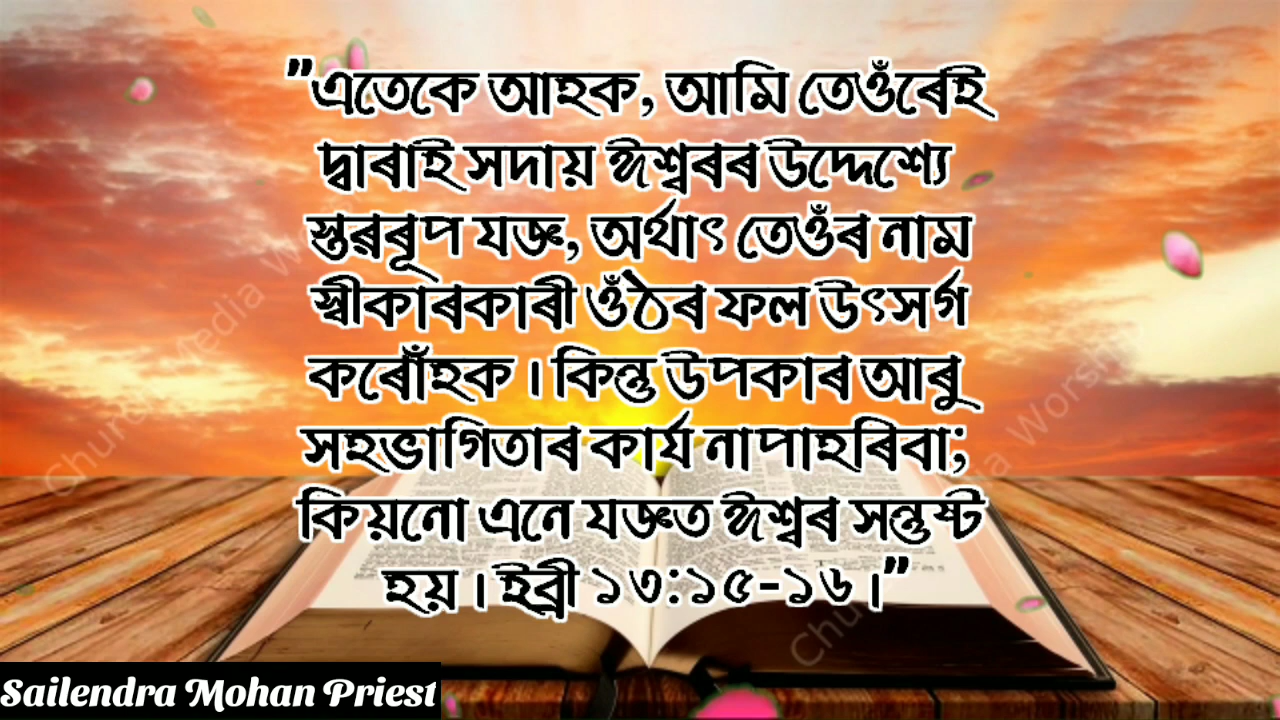 "এতেকে আহক, আমি তেওঁৰেই
দ্বাৰাই সদায় ঈশ্বৰৰ উদ্দেশ্যে
স্তৱৰূপ যজ্ঞ, অৰ্থাৎ তেওঁৰ নাম
স্বীকাৰকাৰী ওঁঠৰ ফল উৎসৰ্গ
কৰোঁহক। কিন্তু উপকাৰ আৰু
সহভাগিতাৰ কাৰ্য নাপাহৰিবা;
কিয়নো এনে যজ্ঞত ঈশ্বৰ সন্তুষ্ট
হয়। ইব্ৰী ১৩:১৫-১৬।"
Sailendra Mohan Priest